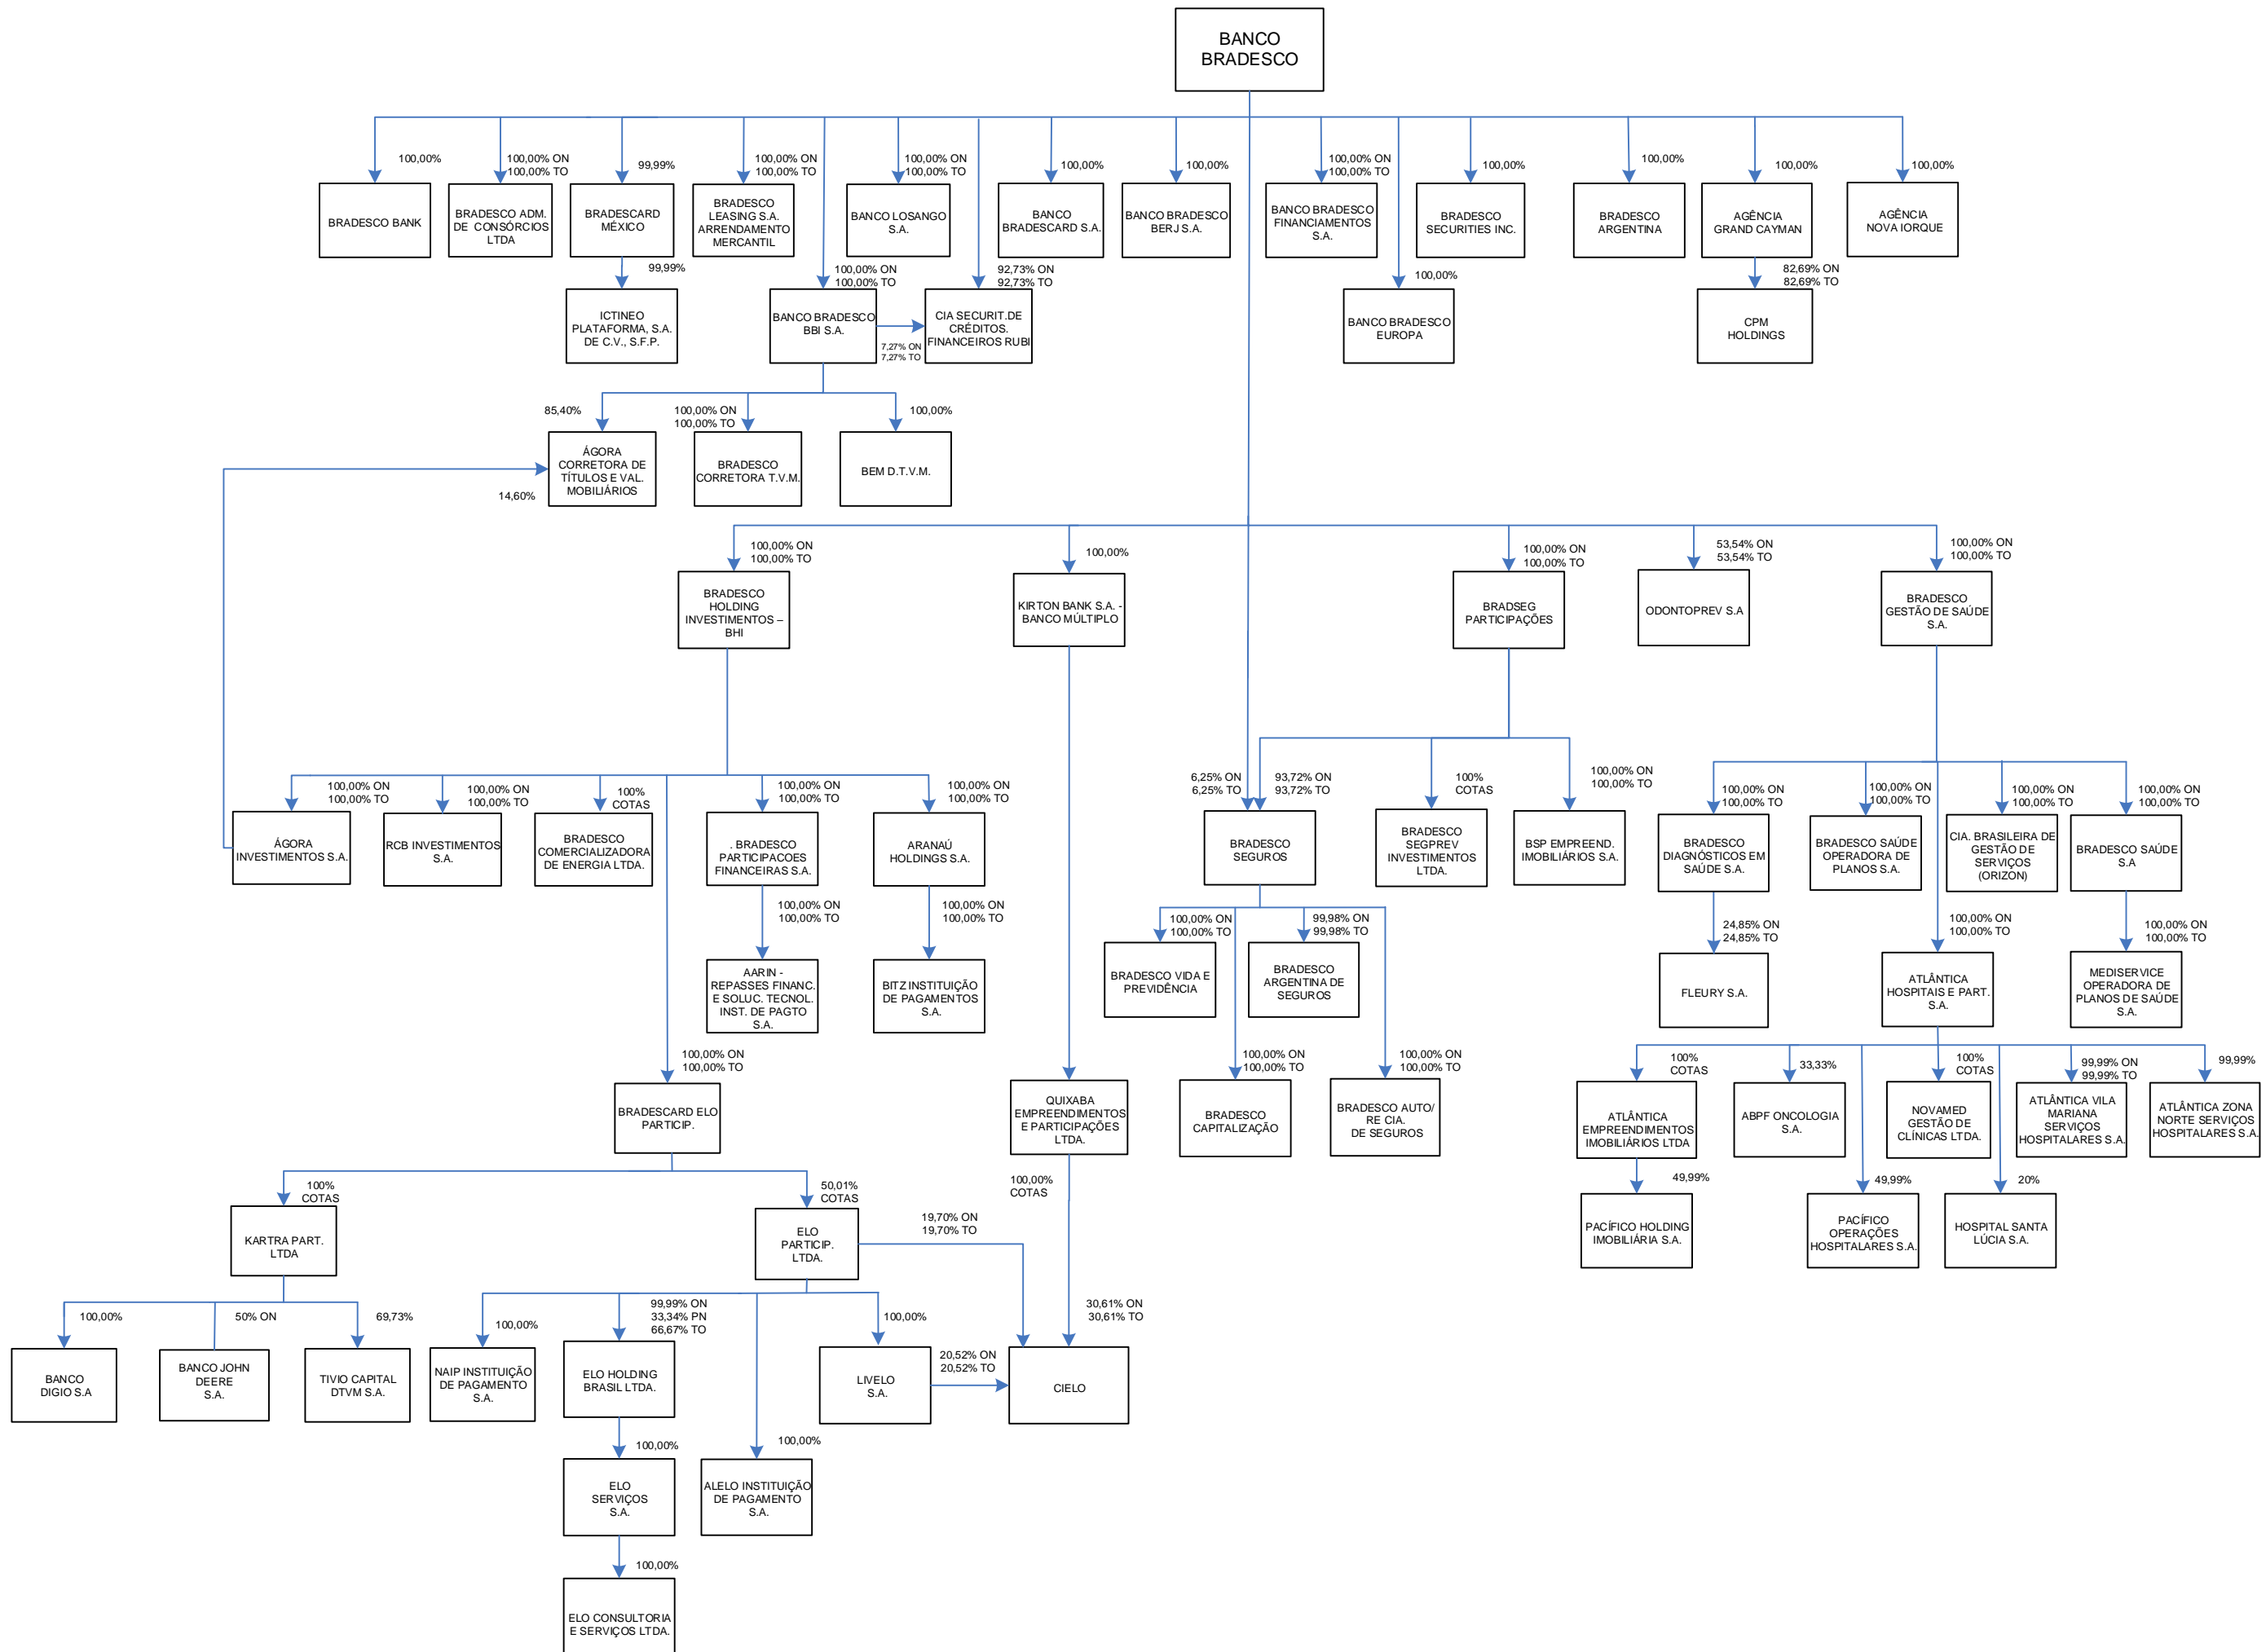 BANCO
BRADESCO
100,00%
100,00% ON
100,00% TO
99,99%
100,00% ON
100,00% TO
100,00% ON
100,00% TO
100,00%
100,00%
100,00% ON
100,00% TO
100,00%
100,00%
100,00%
100,00%
BRADESCO BANK
BRADESCO ADM.
DE CONSÓRCIOS
LTDA
BRADESCARD
MÉXICO
BRADESCO
LEASING S.A.
ARRENDAMENTO
MERCANTIL
BANCO LOSANGO
S.A.
BANCO
BRADESCARD S.A.
BANCO BRADESCO
BERJ S.A.
BANCO BRADESCO
FINANCIAMENTOS
S.A.
BRADESCO
SECURITIES INC.
BRADESCO
ARGENTINA
AGÊNCIA
GRAND CAYMAN
AGÊNCIA
NOVA IORQUE
99,99%
100,00% ON
100,00% TO
92,73% ON
92,73% TO
100,00%
82,69% ON
82,69% TO
ICTINEO
PLATAFORMA, S.A.
DE C.V., S.F.P.
BANCO BRADESCO
BBI S.A.
7,27% ON
7,27% TO
CIA SECURIT.DE
CRÉDITOS.
FINANCEIROS RUBI
BANCO BRADESCO
EUROPA
CPM
HOLDINGS
85,40%
100,00% ON
100,00% TO
100,00%
ÁGORA
CORRETORA DE
TÍTULOS E VAL.
MOBILIÁRIOS
BRADESCO
CORRETORA T.V.M.
BEM D.T.V.M.
14,60%
100,00% ON
100,00% TO
100,00%
100,00% ON
100,00% TO
53,54% ON
53,54% TO
100,00% ON
100,00% TO
BRADESCO
HOLDING
INVESTIMENTOS –
BHI
KIRTON BANK S.A. -
BANCO MÚLTIPLO
BRADSEG
PARTICIPAÇÕES
ODONTOPREV S.A
BRADESCO
GESTÃO DE SAÚDE
S.A.
100,00% ON
100,00% TO
100,00% ON
100,00% TO
100%
COTAS
100,00% ON
100,00% TO
100,00% ON
100,00% TO
6,25% ON
6,25% TO
93,72% ON
93,72% TO
100%
COTAS
100,00% ON
100,00% TO
100,00% ON
100,00% TO
100,00% ON
100,00% TO
100,00% ON
100,00% TO
100,00% ON
100,00% TO
ÁGORA
INVESTIMENTOS S.A.
RCB INVESTIMENTOS
S.A.
BRADESCO
COMERCIALIZADORA
DE ENERGIA LTDA.
. BRADESCO
PARTICIPACOES
FINANCEIRAS S.A.
ARANAÚ
HOLDINGS S.A.
BRADESCO
SEGUROS
BRADESCO
SEGPREV
INVESTIMENTOS
LTDA.
BSP EMPREEND.
IMOBILIÁRIOS S.A.
BRADESCO
DIAGNÓSTICOS EM
SAÚDE S.A.
BRADESCO SAÚDE
OPERADORA DE
PLANOS S.A.
CIA. BRASILEIRA DE
GESTÃO DE
SERVIÇOS
(ORIZON)
BRADESCO SAÚDE
S.A
100,00% ON
100,00% TO
100,00% ON
100,00% TO
100,00% ON
100,00% TO
99,98% ON
99,98% TO
24,85% ON
24,85% TO
100,00% ON
100,00% TO
100,00% ON
100,00% TO
AARIN -
REPASSES FINANC.
E SOLUC. TECNOL.
INST. DE PAGTO
S.A.
BITZ INSTITUIÇÃO
DE PAGAMENTOS
S.A.
BRADESCO VIDA E
PREVIDÊNCIA
BRADESCO
ARGENTINA DE
SEGUROS
FLEURY S.A.
ATLÂNTICA
HOSPITAIS E PART.
S.A.
MEDISERVICE
OPERADORA DE
PLANOS DE SAÚDE
S.A.
100,00% ON
100,00% TO
100,00% ON
100,00% TO
100,00% ON
100,00% TO
100%
COTAS
33,33%
100%
COTAS
99,99% ON
99,99% TO
99,99%
BRADESCARD ELO
PARTICIP.
QUIXABA
EMPREENDIMENTOS
E PARTICIPAÇÕES
LTDA.
BRADESCO
CAPITALIZAÇÃO
BRADESCO AUTO/
RE CIA.
DE SEGUROS
ATLÂNTICA
EMPREENDIMENTOS
IMOBILIÁRIOS LTDA
ABPF ONCOLOGIA
S.A.
NOVAMED
GESTÃO DE
CLÍNICAS LTDA.
ATLÂNTICA VILA
MARIANA
SERVIÇOS
HOSPITALARES S.A.
ATLÂNTICA ZONA
NORTE SERVIÇOS
HOSPITALARES S.A.
100%
COTAS
50,01%
COTAS
100,00%
COTAS
49,99%
49,99%
20%
KARTRA PART.
LTDA
ELO
PARTICIP.
LTDA.
19,70% ON
19,70% TO
PACÍFICO HOLDING
IMOBILIÁRIA S.A.
PACÍFICO
OPERAÇÕES
HOSPITALARES S.A.
HOSPITAL SANTA
LÚCIA S.A.
100,00%
50% ON
69,73%
100,00%
99,99% ON
33,34% PN
66,67% TO
100,00%
30,61% ON
30,61% TO
BANCO
DIGIO S.A
BANCO JOHN
DEERE
S.A.
TIVIO CAPITAL
DTVM S.A.
NAIP INSTITUIÇÃO
DE PAGAMENTO
S.A.
ELO HOLDING
BRASIL LTDA.
LIVELO
S.A.
20,52% ON
20,52% TO
CIELO
100,00%
100,00%
ELO
SERVIÇOS
S.A.
ALELO INSTITUIÇÃO
DE PAGAMENTO
S.A.
100,00%
ELO CONSULTORIA
E SERVIÇOS LTDA.